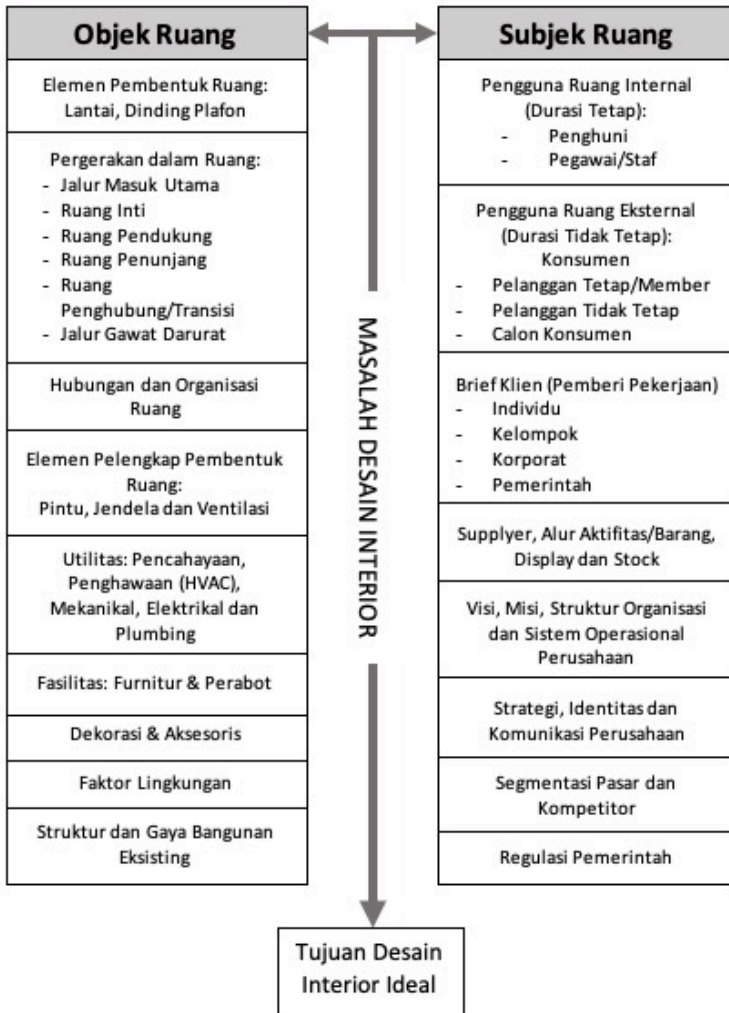 Objek Ruang
Elemen Pembentuk Ruang:
Lantai, Dinding Plafon
Pergerakan dalam Ruang:
- Jalur Masuk Utama
- Ruang Inti
- Ruang Pendukung
- Ruang Penunjang
- Ruang
Penghubung/Transisi
- Jalur Gawat Darurat
Hubungan dan Organisasi
Ruang
Elemen Pelengkap Pembentuk
Ruang:
Pintu, Jendela dan Ventilasi
Utilitas: Pencahayaan,
Penghawaan (HVAC),
Mekanikal, Elektrikal dan
Plumbing
Fasilitas: Furnitur & Perabot
Dekorasi & Aksesoris
Faktor Lingkungan
Struktur dan Gaya Bangunan
Eksisting
MASALAH DESAIN INTERIOR
Subjek Ruang
Pengguna Ruang Internal
(Durasi Tetap):
- Penghuni
- Pegawai/Staf
Pengguna Ruang Eksternal
(Durasi Tidak Tetap):
Konsumen
- Pelanggan Tetap/Member
- Pelanggan Tidak Tetap
- Calon Konsumen
Brief Klien (Pemberi Pekerjaan)
- Individu
- Kelompok
- Korporat
- Pemerintah
Supplyer, Alur Aktifitas/Barang,
Display dan Stock
Visi, Misi, Struktur Organisasi
dan Sistem Operasional
Perusahaan
Strategi, Identitas dan
Komunikasi Perusahaan
Segmentasi Pasar dan
Kompetitor
Regulasi Pemerintah
Tujuan Desain
Interior Ideal